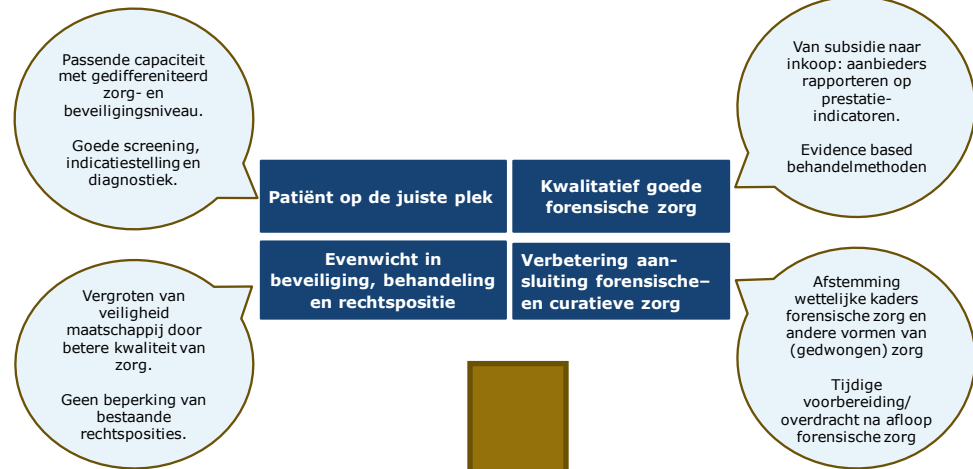 Passende capaciteit
met gedifferentieerd
zorg- en
beveiligingsniveau.
Goede screening,
indicatiestelling en
diagnostiek.
Van subsidie naar
inkoop: aanbieders
rapporteren op
prestatie-
indicatoren.
Evidence based
behandelmethoden
Patiënt op de juiste plek
Kwalitatief goede
forensische zorg
Evenwicht in
beveiliging, behandeling
en rechtspositie
Verbetering aan-
sluiting forensische–
en curatieve zorg
Vergroten van
veiligheid
maatschappij door
betere kwaliteit van
zorg.
Geen beperking van
bestaande
rechtsposities.
Afstemming
wettelijke kaders
forensische zorg en
andere vormen van
(gedwongen) zorg
Tijdige
voorbereiding/
overdracht na afloop
forensische zorg